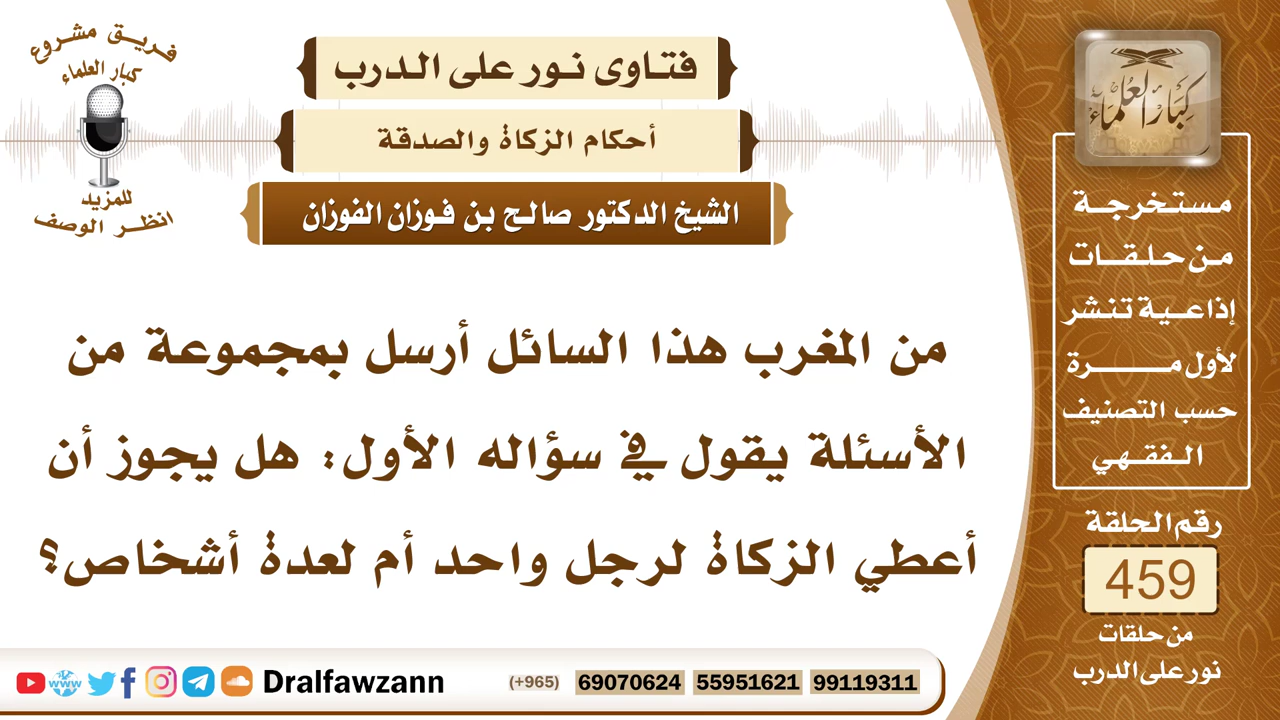 فريق مشروع
كبار العلماء
للمزيد
انظر الوصف
فتاوى نور على الدرب
أحكام الزكاة والصدقة
الشيخ الدكتور صالح بن فوزان الفوزان
من المغرب هذا السائل أرسل بمجموعة من
الأسئلة يقول في سؤاله الأول: هل يجوز أن
أعطي الزكاة لرجل واحد أم لعدة أشخاص؟
كبار العلماء
مستخرجة
من حلقات
إذاعية تنشر
لأول مرة
حسب التصنيف
الفقهي
رقم الحلقة
459
من حلقات
نور على الدرب
www Dralfawzann (+965) 69070624 55951621 99119311